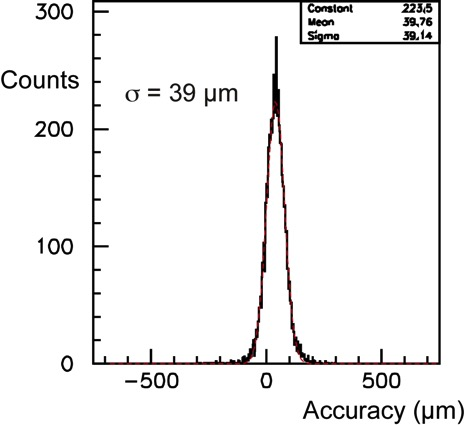 300
Constant 223.5
Mean 39.76
Sigma 39.14
Counts
σ = 39 µm
200
100
0
−500 0 500
Accuracy (µm)